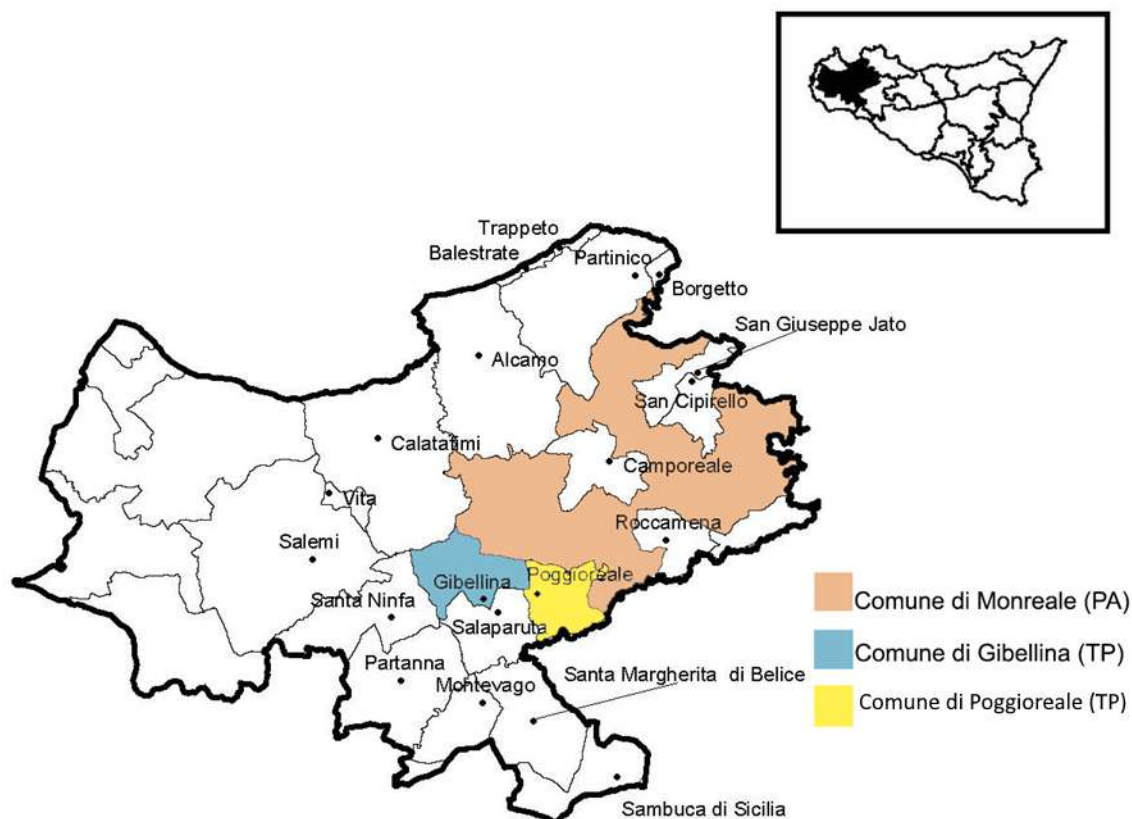 Trappeto
Balestrate
Partinico
Borgetto
San Giuseppe Jato
Alcamo
San Cipirello
Calatafimi
Camporeale
Vita
Roccamena
Salemi
Gibellina
Poggioreale
Santa Ninfa
Salaparuta
Partanna
Montevago
Santa Margherita di Belice
Sambuca di Sicilia
Comune di Monreale (PA)
Comune di Gibellina (TP)
Comune di Poggioreale (TP)